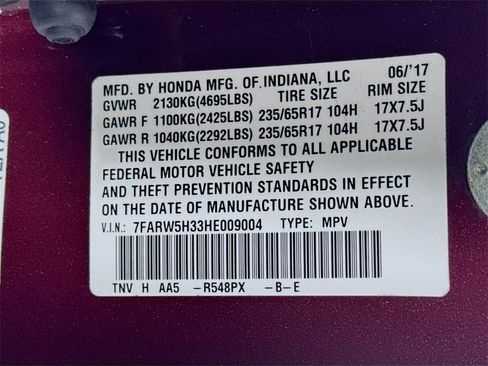 MFD. BY HONDA MFG. OF INDIANA, LLC 06/'17
GVWR 2130KG(4695LBS) TIRE SIZE RIM SIZE
GAWR F 1100KG(2425LBS) 235/65R17 104H 17X7.5J
GAWR R 1040KG(2292LBS) 235/65R17 104H 17X7.5J
THIS VEHICLE CONFORMS TO ALL APPLICABLE
FEDERAL MOTOR VEHICLE SAFETY
AND THEFT PREVENTION STANDARDS IN EFFECT
ON THE DATE OF MANUFACTURE SHOWN ABOVE.
V.I.N.: 7FARW5H33HE009004 TYPE: MPV
TNV H AA5 -R548PX -B-E